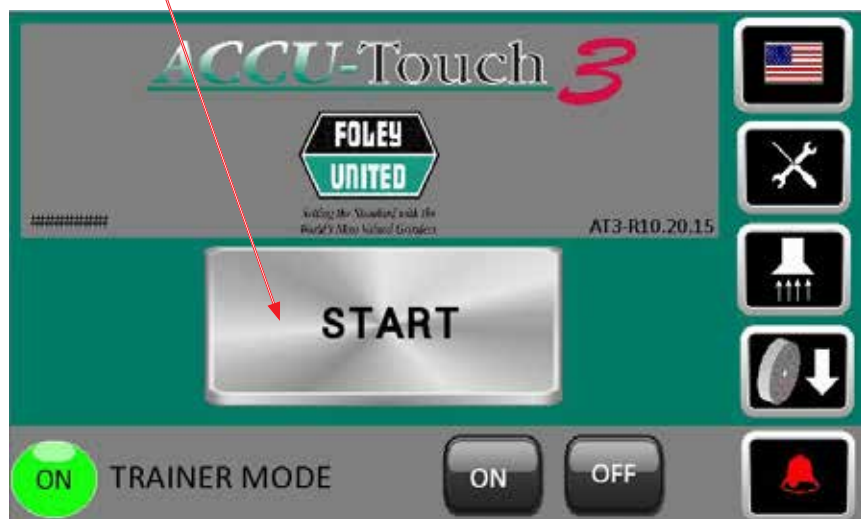 ACCU-Touch 3
FOLEY
UNITED
Setting the Standard with the
World's Most Valued Grinders
##########
AT3-R10.20.15
START
ON
TRAINER MODE
ON
OFF